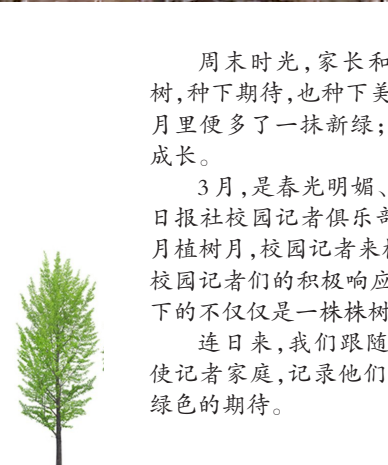 周末时光，家长和
树，种下期待，也种下美
月里便多了一抹新绿；
成长。
3月，是春光明媚、
日报社校园记者俱乐部
月植树月，校园记者来植
校园记者们的积极响应
下的不仅仅是一株株树
连日来，我们跟随
使记者家庭，记录他们
绿色的期待。